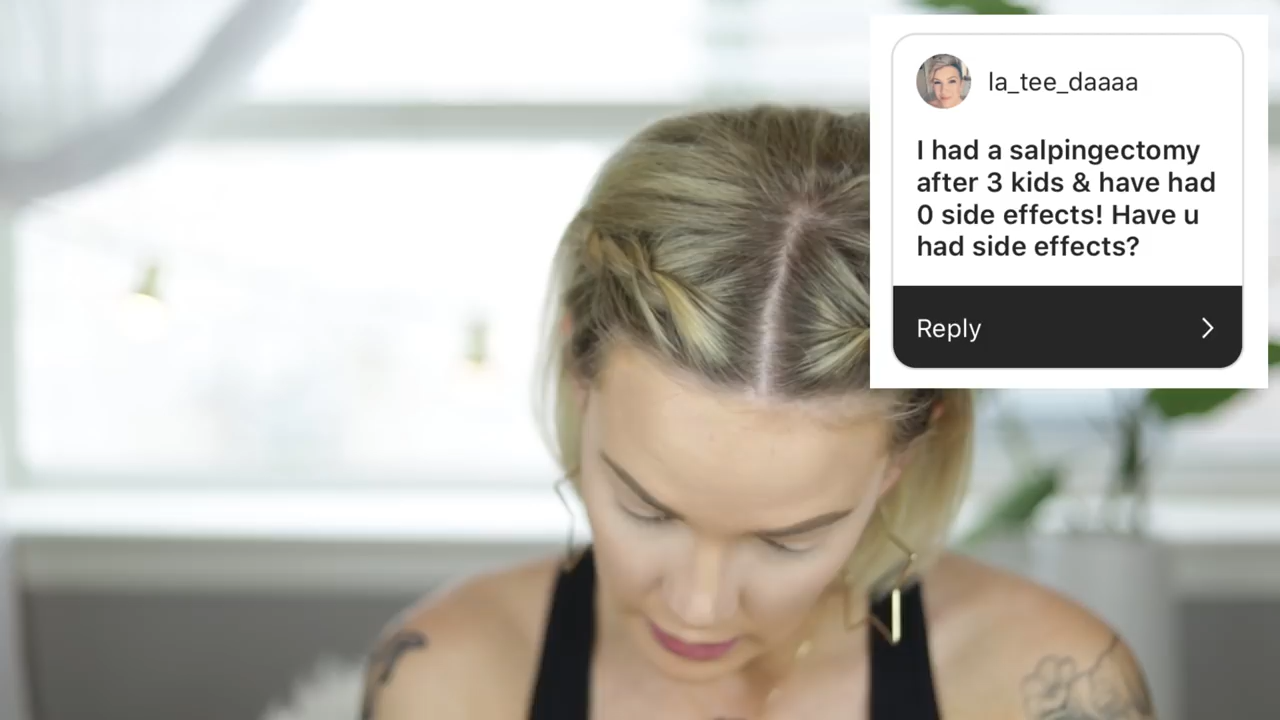 la_tee_daaaa
I had a salpingectomy
after 3 kids & have had
0 side effects! Have u
had side effects?
Reply